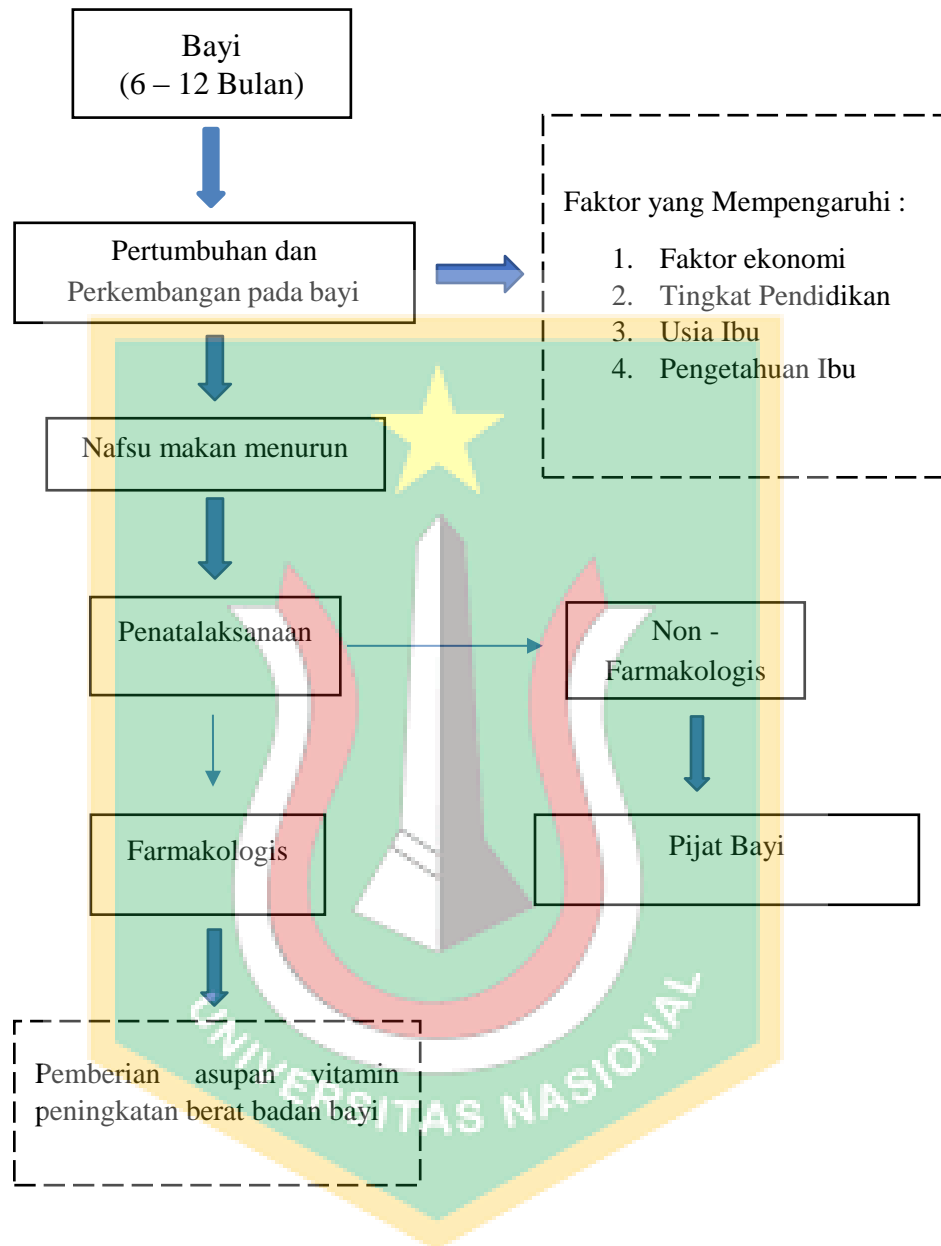 Bayi
(6 – 12 Bulan)
Faktor yang Mempengaruhi :
Pertumbuhan dan
Perkembangan pada bayi
1. Faktor ekonomi
2. Tingkat Pendidikan
3. Usia Ibu
4. Pengetahuan Ibu
Nafsu makan menurun
Penatalaksanaan
Non -
Farmakologis
Farmakologis
Pijat Bayi
Pemberian asupan vitamin
peningkatan berat badan bayi
UNIVERSITAS NASIONAL